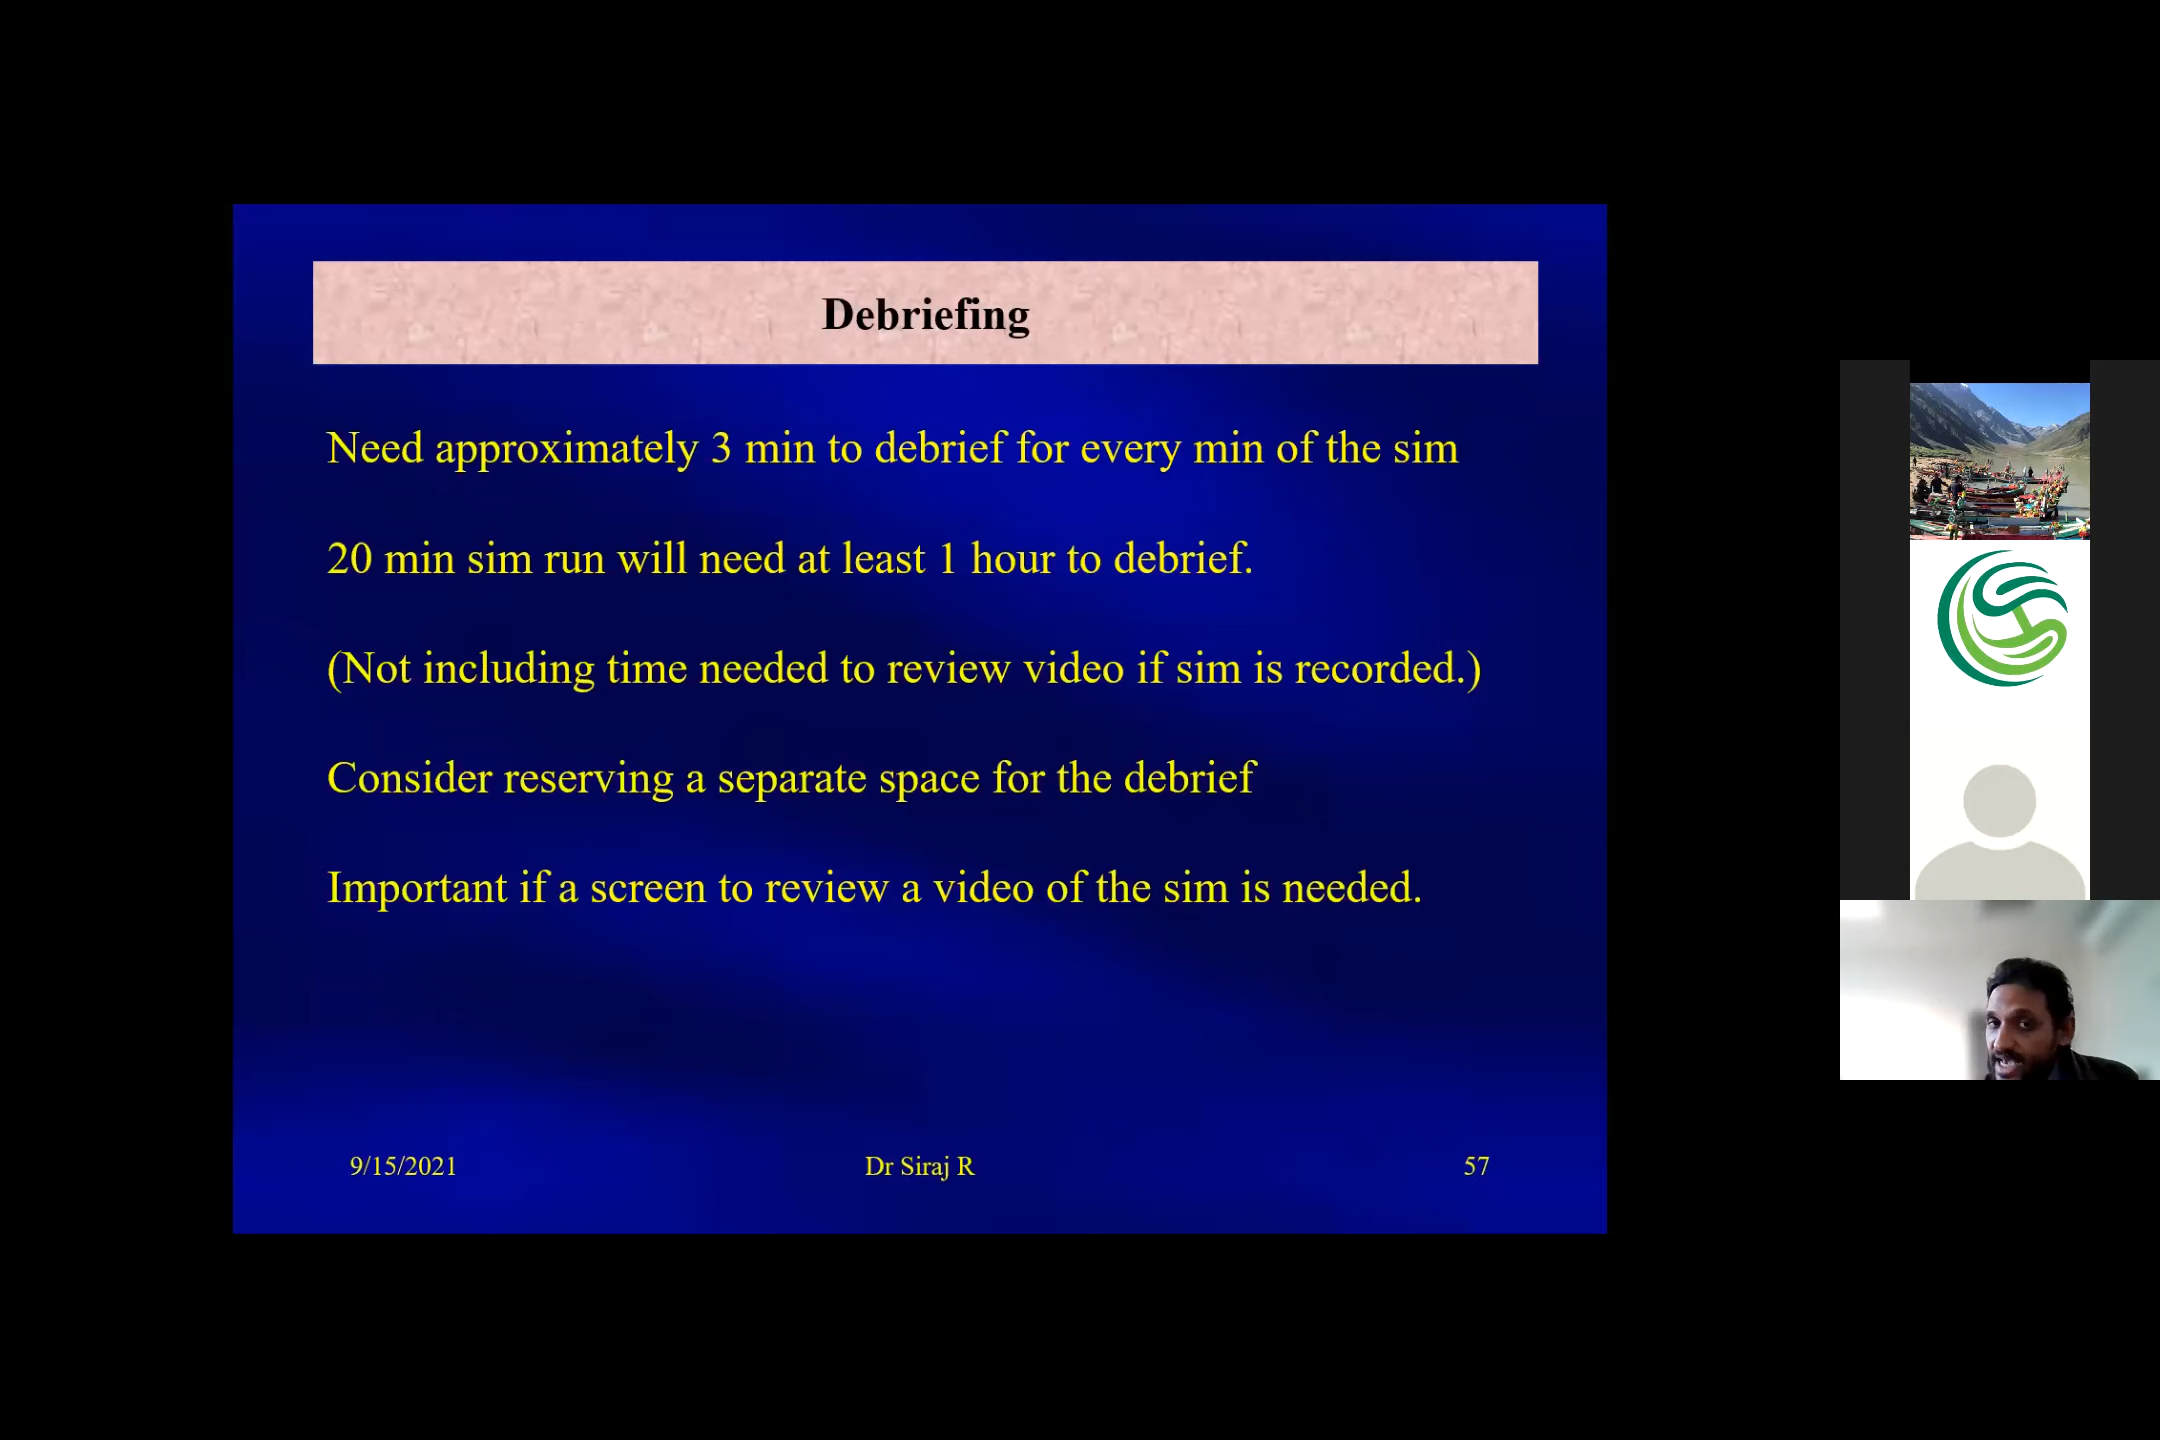 Debriefing
Need approximately 3 min to debrief for every min of the sim
20 min sim run will need at least 1 hour to debrief.
(Not including time needed to review video if sim is recorded.)
Consider reserving a separate space for the debrief
Important if a screen to review a video of the sim is needed.
9/15/2021
Dr Siraj R
57